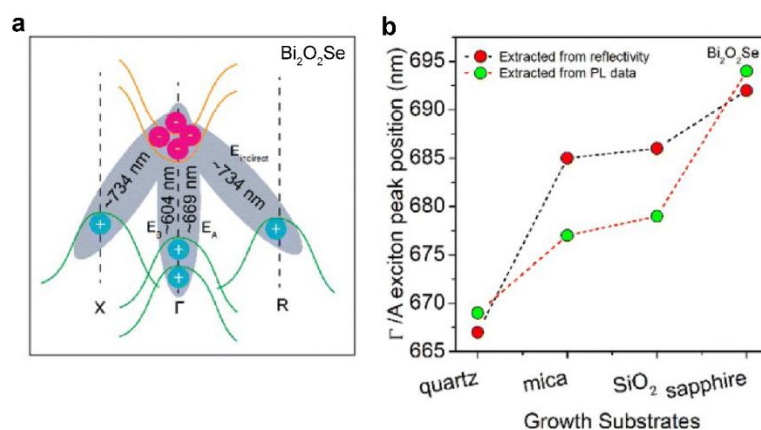 a
Bi₂O₂Se
E_indirect
~734 nm
~604 nm
~669 nm
~734 nm
E_B
E_A
X
Γ
R
b
Γ/A exciton peak position (nm)
695
690
685
680
675
670
665
Extracted from reflectivity
Extracted from PL data
Bi₂O₂Se
quartz
mica
SiO₂
sapphire
Growth Substrates